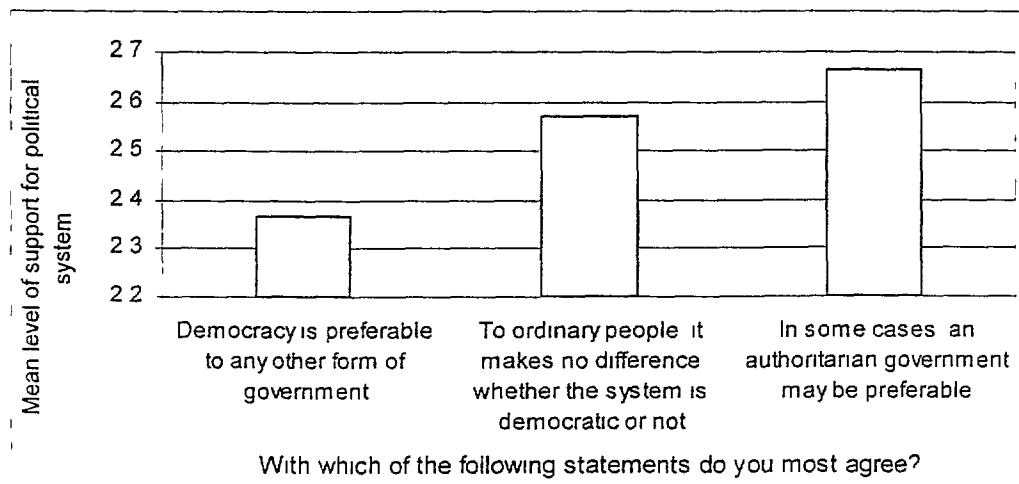 Mean level of support for political
system
2 7
2 6
2 5
2 4
2 3
2 2
Democracy is preferable
to any other form of
government
To ordinary people it
makes no difference
whether the system is
democratic or not
In some cases an
authoritarian government
may be preferable
With which of the following statements do you most agree?